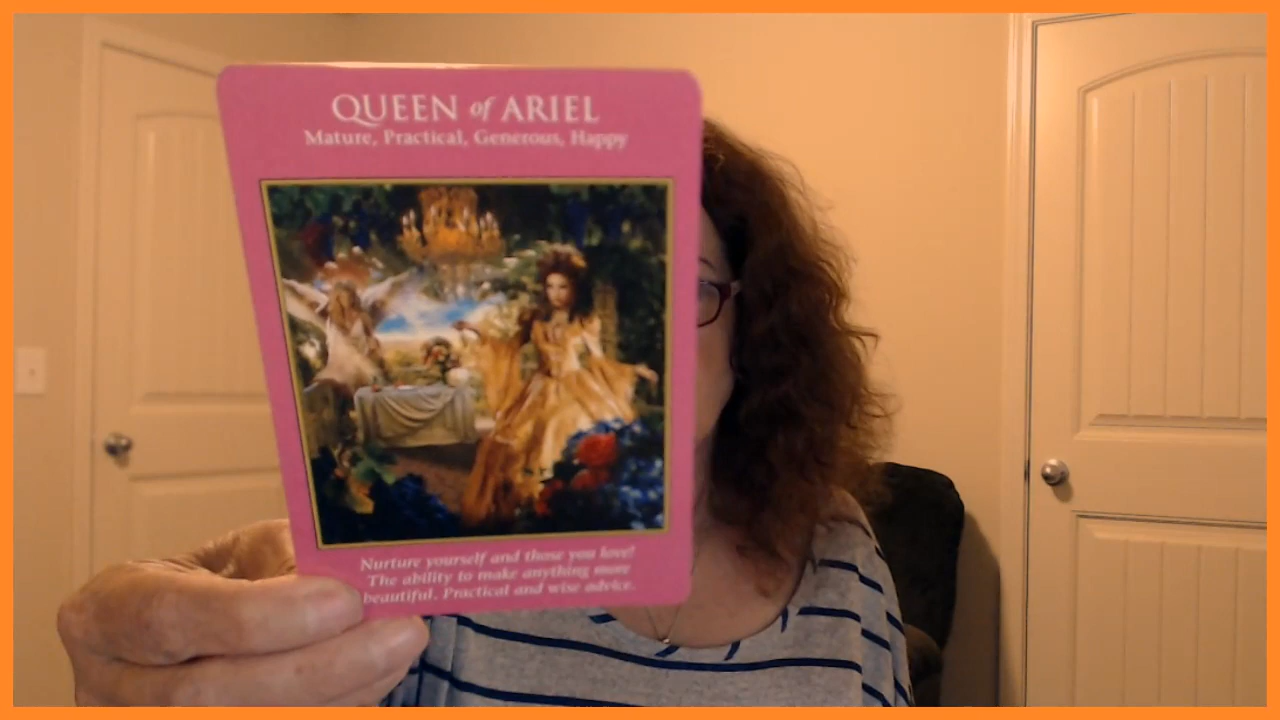 QUEEN of ARIEL
Mature, Practical, Generous, Happy
Nurture yourself and those you love!
The ability to make anything more
beautiful. Practical and wise advice.